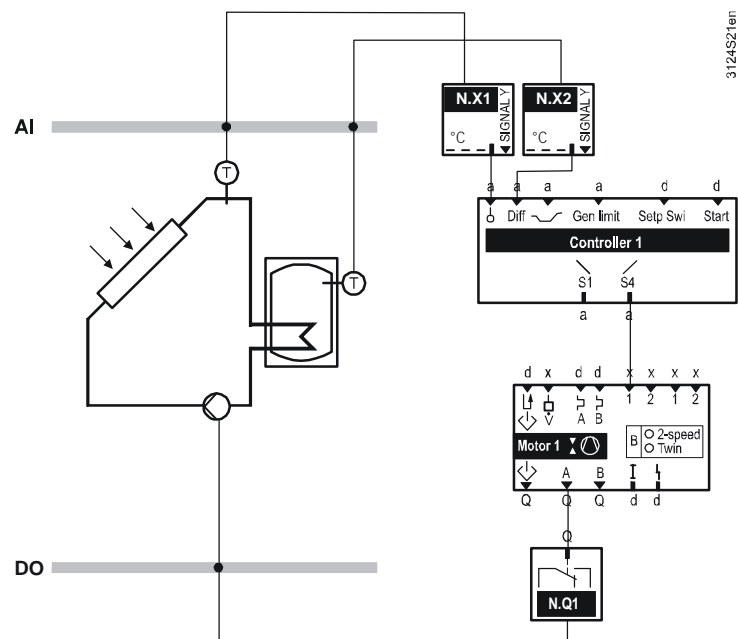 3124S21en
AI
N.X1
SIGNAL Y
°C
N.X2
SIGNAL Y
°C
T
T
a a a a d d
Diff Gen limit Setp Swi Start
Controller 1
S1 S4
a a
d x d d x x x x
A B 1 2 1 2
V
Motor 1
B 2-speed
Twin
A B
Q Q Q d d
DO
Q
N.Q1